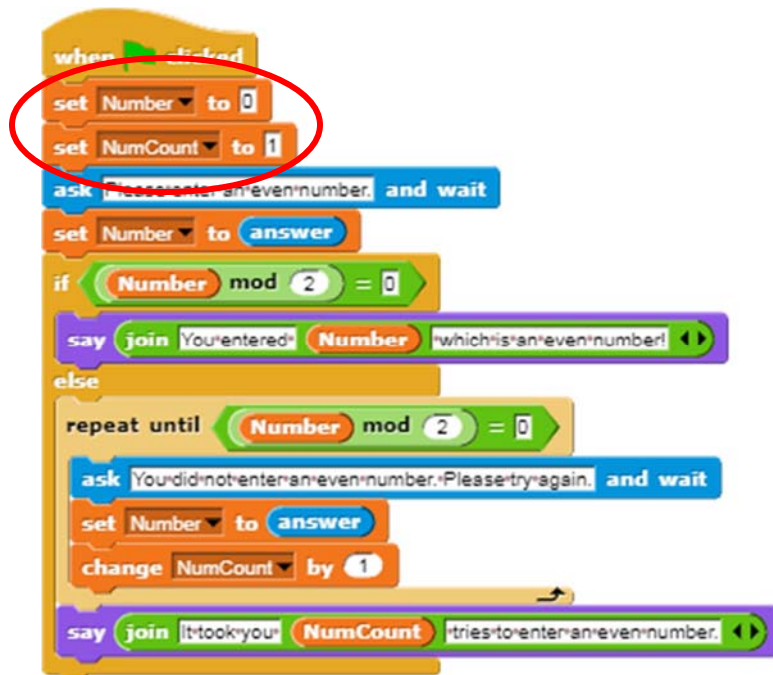 when clicked
set Number to 0
set NumCount to 1
ask Please enter an even number. and wait
set Number to answer
if Number mod 2 = 0
say join You entered Number which is an even number!
else
repeat until Number mod 2 = 0
ask You did not enter an even number. Please try again. and wait
set Number to answer
change NumCount by 1
say join It took you NumCount tries to enter an even number.